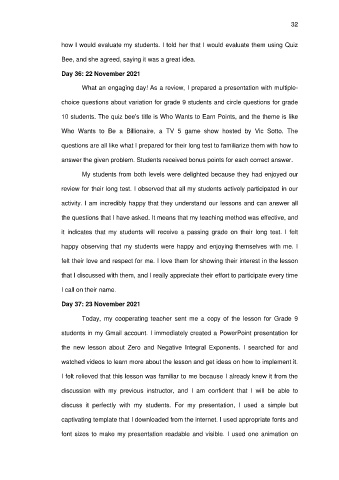 32
how I would evaluate my students. I told her that I would evaluate them using Quiz
Bee, and she agreed, saying it was a great idea.
Day 36: 22 November 2021
What an engaging day! As a review, I prepared a presentation with multiple-
choice questions about variation for grade 9 students and circle questions for grade
10 students. The quiz bee's title is Who Wants to Earn Points, and the theme is like
Who Wants to Be a Billionaire, a TV 5 game show hosted by Vic Sotto. The
questions are all like what I prepared for their long test to familiarize them with how to
answer the given problem. Students received bonus points for each correct answer.
My students from both levels were delighted because they had enjoyed our
review for their long test. I observed that all my students actively participated in our
activity. I am incredibly happy that they understand our lessons and can answer all
the questions that I have asked. It means that my teaching method was effective, and
it indicates that my students will receive a passing grade on their long text. I felt
happy observing that my students were happy and enjoying themselves with me. I
felt their love and respect for me. I love them for showing their interest in the lesson
that I discussed with them, and I really appreciate their effort to participate every time
I call on their name.
Day 37: 23 November 2021
Today, my cooperating teacher sent me a copy of the lesson for Grade 9
students in my Gmail account. I immediately created a PowerPoint presentation for
the new lesson about Zero and Negative Integral Exponents. I searched for and
watched videos to learn more about the lesson and get ideas on how to implement it.
I felt relieved that this lesson was familiar to me because I already knew it from the
discussion with my previous instructor, and I am confident that I will be able to
discuss it perfectly with my students. For my presentation, I used a simple but
captivating template that I downloaded from the internet. I used appropriate fonts and
font sizes to make my presentation readable and visible. I used one animation on